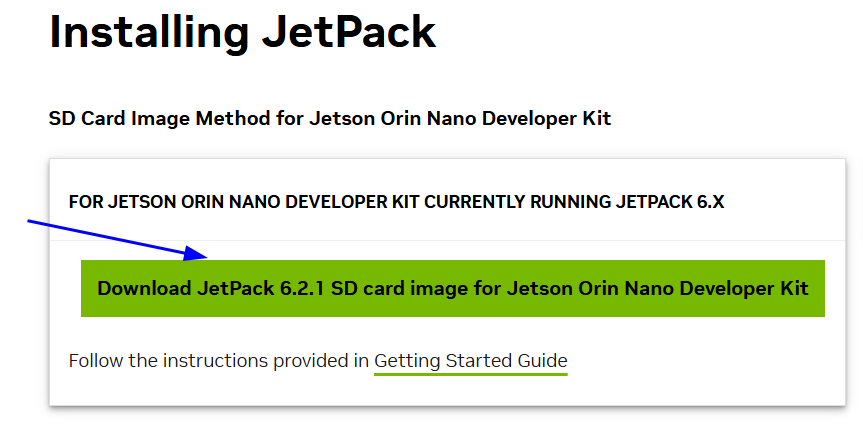 Installing JetPack
SD Card Image Method for Jetson Orin Nano Developer Kit
FOR JETSON ORIN NANO DEVELOPER KIT CURRENTLY RUNNING JETPACK 6.X
Download JetPack 6.2.1 SD card image for Jetson Orin Nano Developer Kit
Follow the instructions provided in Getting Started Guide